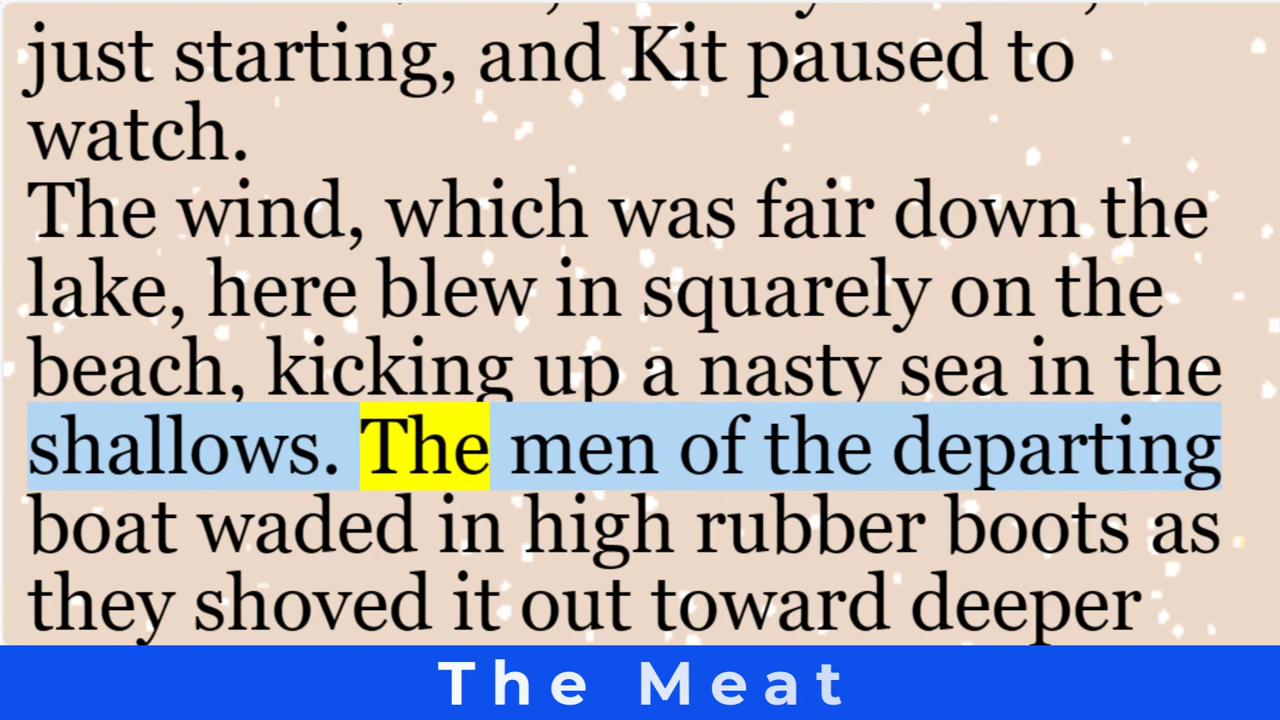 just starting, and Kit paused to
watch.
The wind, which was fair down the
lake, here blew in squarely on the
beach, kicking up a nasty sea in the
shallows. The men of the departing
boat waded in high rubber boots as
they shoved it out toward deeper
The Meat